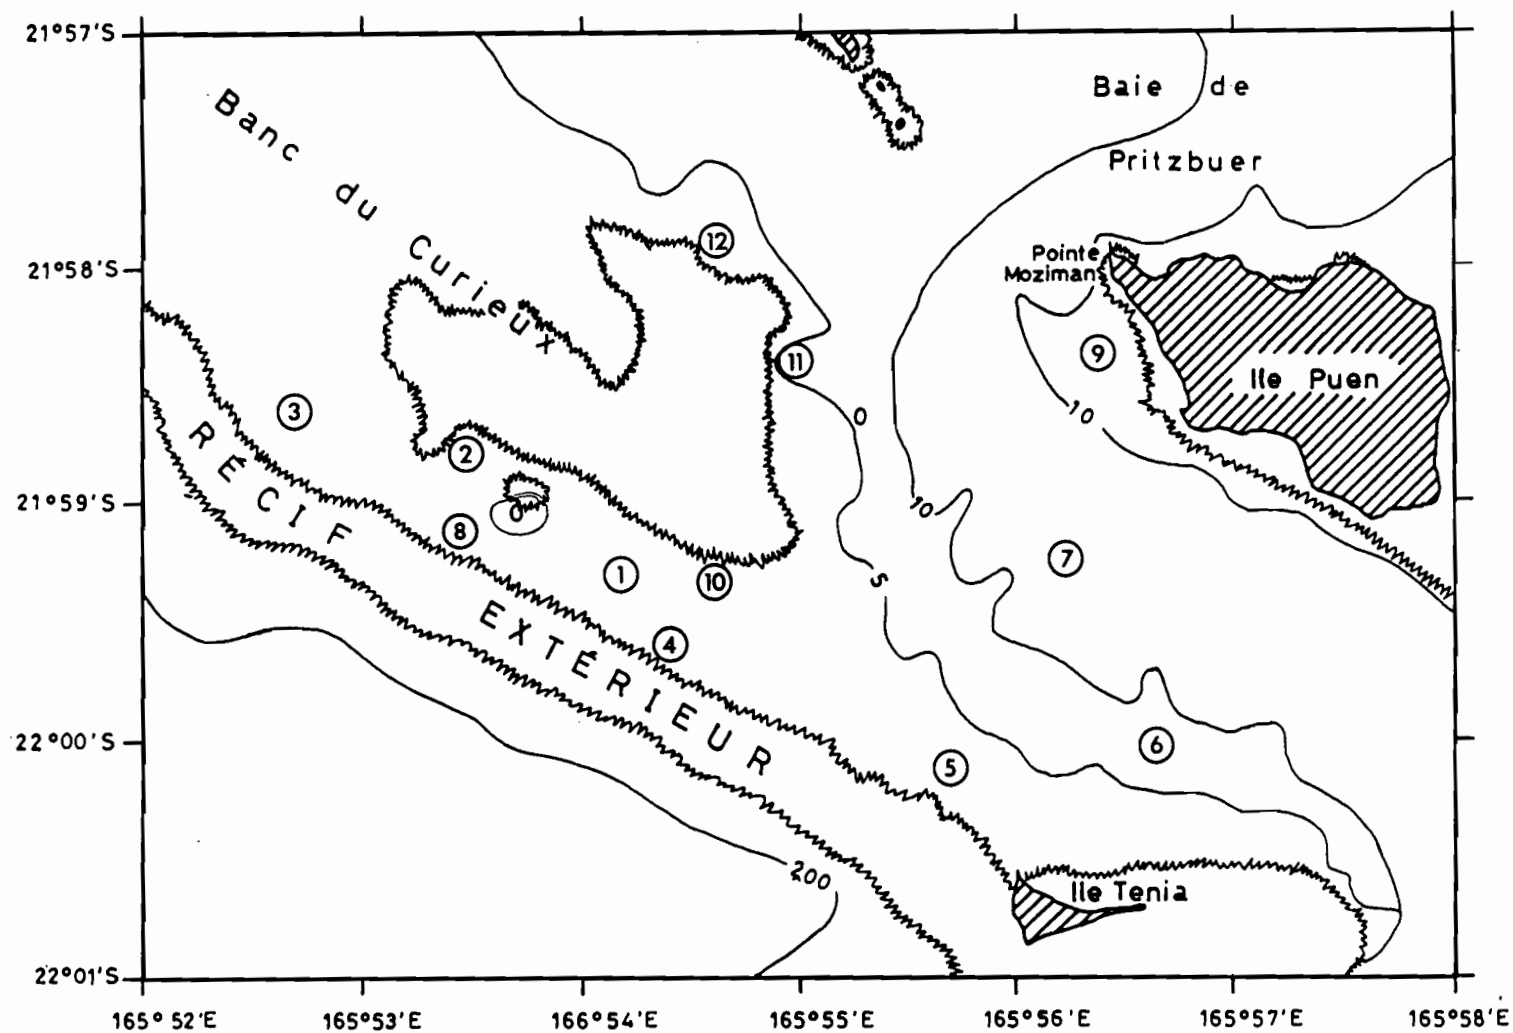 21°57'S
Baie de
Banc du Curieux
Pritzbuer
12
Pointe
Moziman
21°58'S
11
9
Ile Puen
3
10
0
RÉCIF EXTÉRIEUR
2
21°59'S
10
0
8
7
1
10
5
4
22°00'S
6
5
200
Ile Tenia
22°01'S
165°52'E 165°53'E 166°54'E 165°55'E 165°56'E 165°57'E 165°58'E